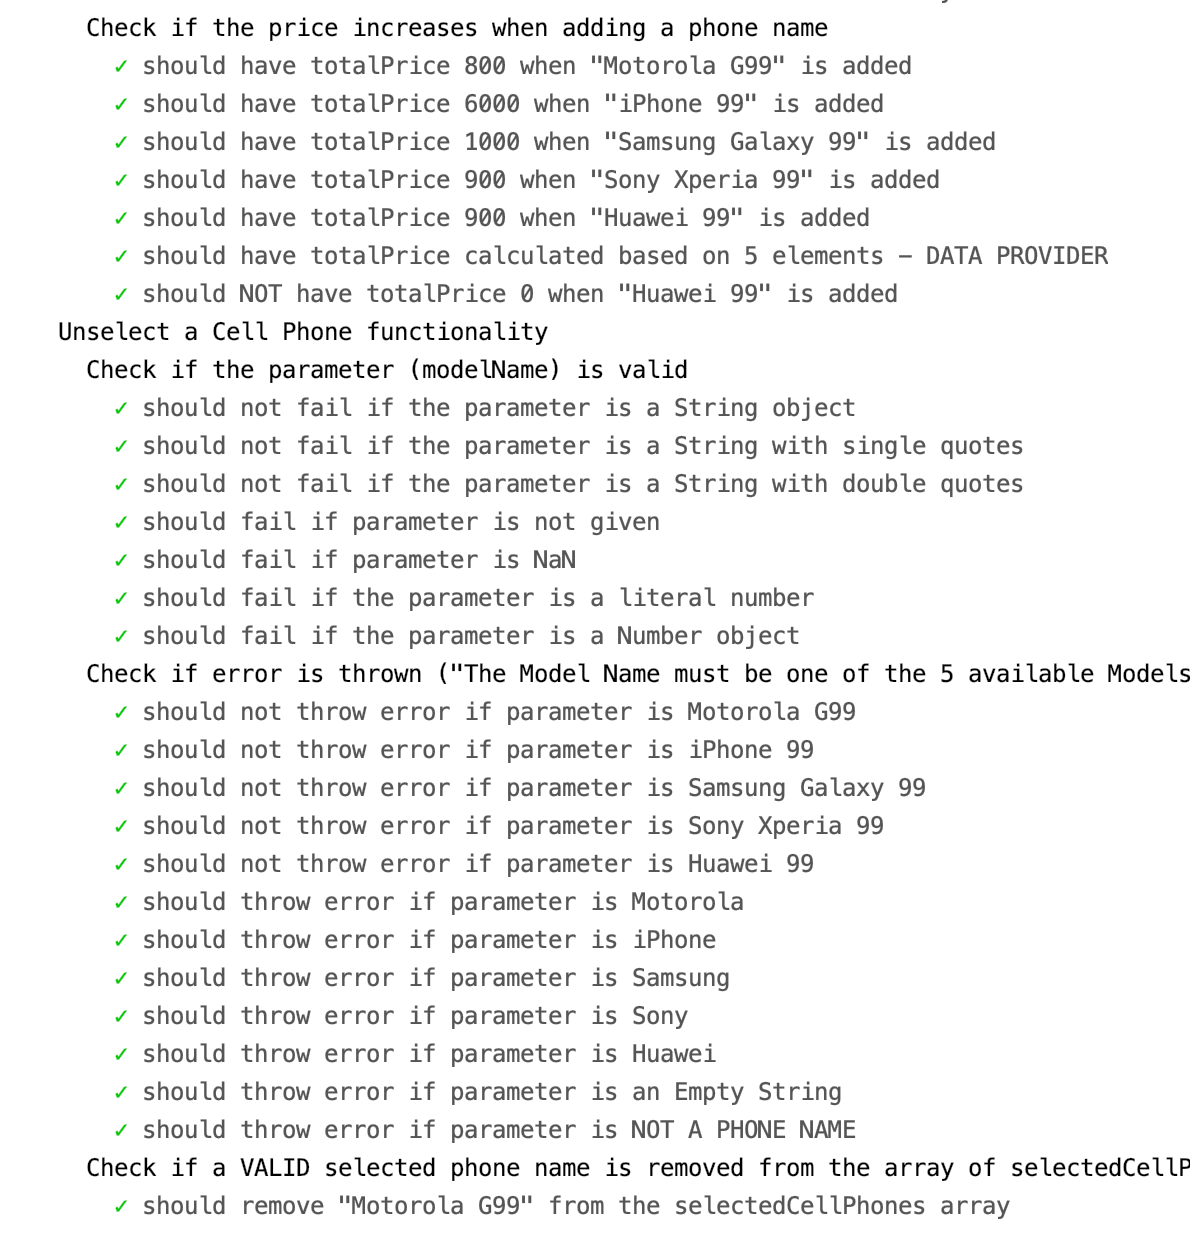 Check if the price increases when adding a phone name
✓ should have totalPrice 800 when "Motorola G99" is added
✓ should have totalPrice 6000 when "iPhone 99" is added
✓ should have totalPrice 1000 when "Samsung Galaxy 99" is added
✓ should have totalPrice 900 when "Sony Xperia 99" is added
✓ should have totalPrice 900 when "Huawei 99" is added
✓ should have totalPrice calculated based on 5 elements – DATA PROVIDER
✓ should NOT have totalPrice 0 when "Huawei 99" is added
Unselect a Cell Phone functionality
Check if the parameter (modelName) is valid
✓ should not fail if the parameter is a String object
✓ should not fail if the parameter is a String with single quotes
✓ should not fail if the parameter is a String with double quotes
✓ should fail if parameter is not given
✓ should fail if parameter is NaN
✓ should fail if the parameter is a literal number
✓ should fail if the parameter is a Number object
Check if error is thrown ("The Model Name must be one of the 5 available Models
✓ should not throw error if parameter is Motorola G99
✓ should not throw error if parameter is iPhone 99
✓ should not throw error if parameter is Samsung Galaxy 99
✓ should not throw error if parameter is Sony Xperia 99
✓ should not throw error if parameter is Huawei 99
✓ should throw error if parameter is Motorola
✓ should throw error if parameter is iPhone
✓ should throw error if parameter is Samsung
✓ should throw error if parameter is Sony
✓ should throw error if parameter is Huawei
✓ should throw error if parameter is an Empty String
✓ should throw error if parameter is NOT A PHONE NAME
Check if a VALID selected phone name is removed from the array of selectedCellP
✓ should remove "Motorola G99" from the selectedCellPhones array